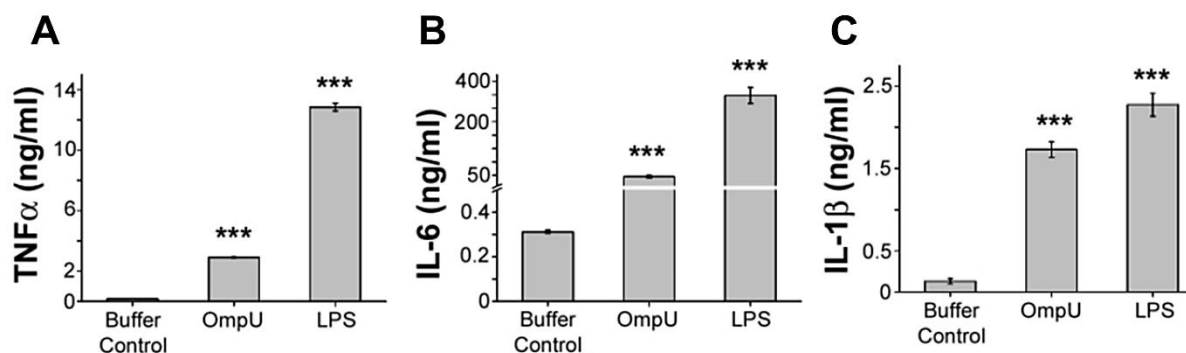 A
TNFα (ng/ml)
14
10
6
2
0
***
***
Buffer
Control
OmpU
LPS
B
IL-6 (ng/ml)
400
200
50
0.4
0.2
0
***
***
Buffer
Control
OmpU
LPS
C
IL-1β (ng/ml)
2.5
1.5
0.5
0
***
***
Buffer
Control
OmpU
LPS